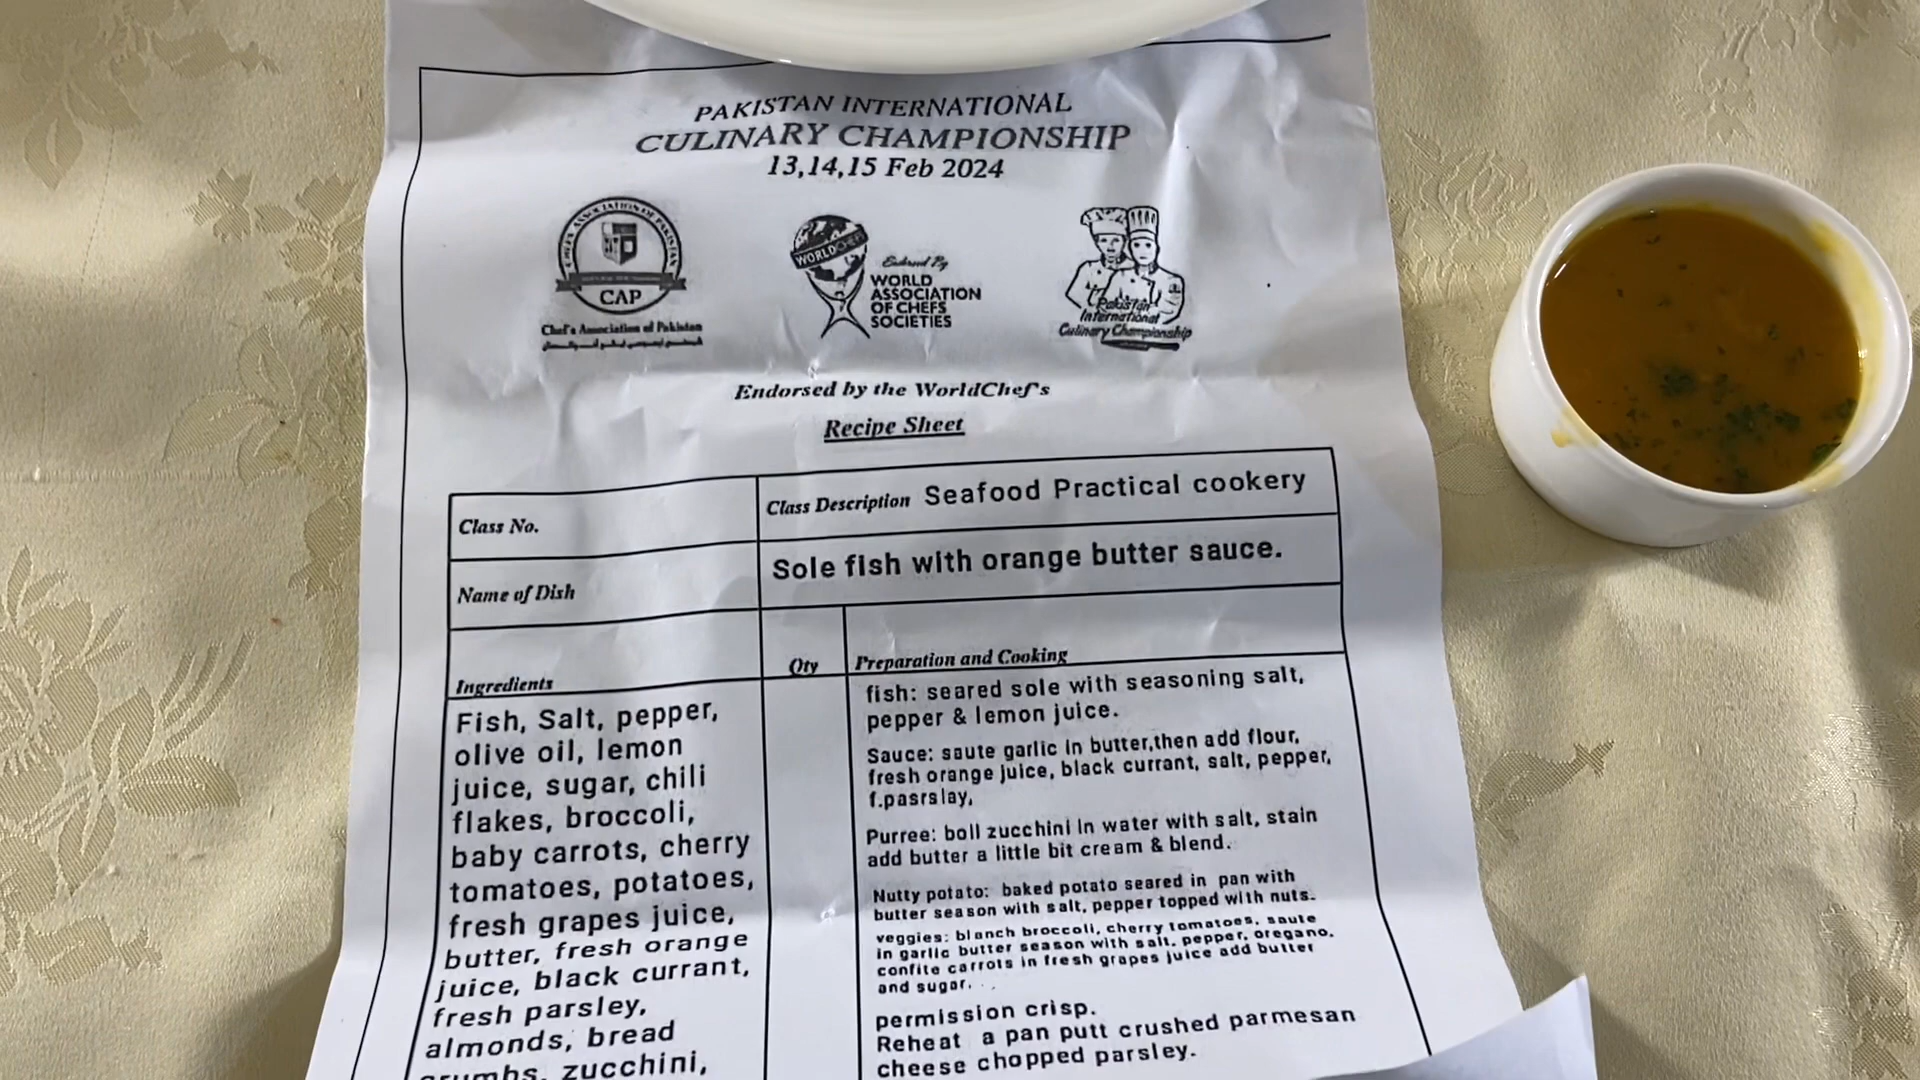 PAKISTAN INTERNATIONAL
CULINARY CHAMPIONSHIP
13,14,15 Feb 2024
CHEFS ASSOCIATION OF PAKISTAN
CAP
Chef's Association of Pakistan
WORLDCHEFS
Endorsed By
WORLD
ASSOCIATION
OF CHEFS
SOCIETIES
Pakistan
International
Culinary Championship
Endorsed by the WorldChef's
Recipe Sheet
Class No.
Class Description Seafood Practical cookery
Name of Dish
Sole fish with orange butter sauce.
Ingredients
Qty
Preparation and Cooking
Fish, Salt, pepper,
olive oil, lemon
juice, sugar, chili
flakes, broccoli,
baby carrots, cherry
tomatoes, potatoes,
fresh grapes juice,
butter, fresh orange
juice, black currant,
fresh parsley,
almonds, bread
crumbs, zucchini,
fish: seared sole with seasoning salt,
pepper & lemon juice.
Sauce: saute garlic in butter,then add flour,
fresh orange juice, black currant, salt, pepper,
f.pasrslay,
Purree: boll zucchini in water with salt, stain
add butter a little bit cream & blend.
Nutty potato: baked potato seared in pan with
butter season with salt, pepper topped with nuts.
veggies: blanch broccoli, cherry tomatoes, saute
in garlic butter season with salt, pepper, oregano,
confite carrots in fresh grapes juice add butter
and sugar. . .
permission crisp.
Reheat a pan putt crushed parmesan
cheese chopped parsley.